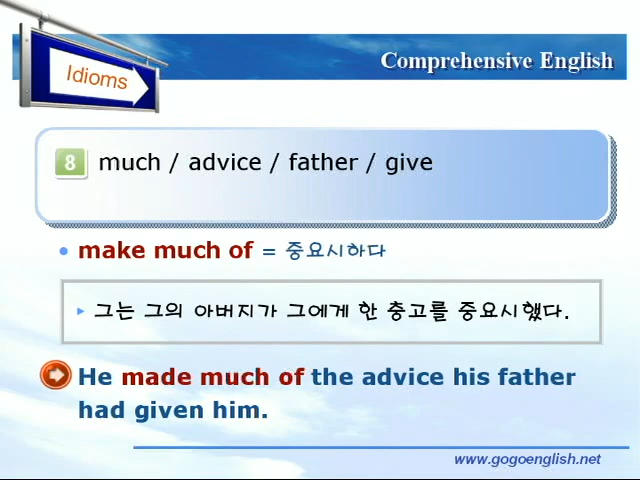 Idioms
Comprehensive English
8 much / advice / father / give
• make much of = 중요시하다
▸ 그는 그의 아버지가 그에게 한 충고를 중요시했다.
He made much of the advice his father
had given him.
www.gogoenglish.net